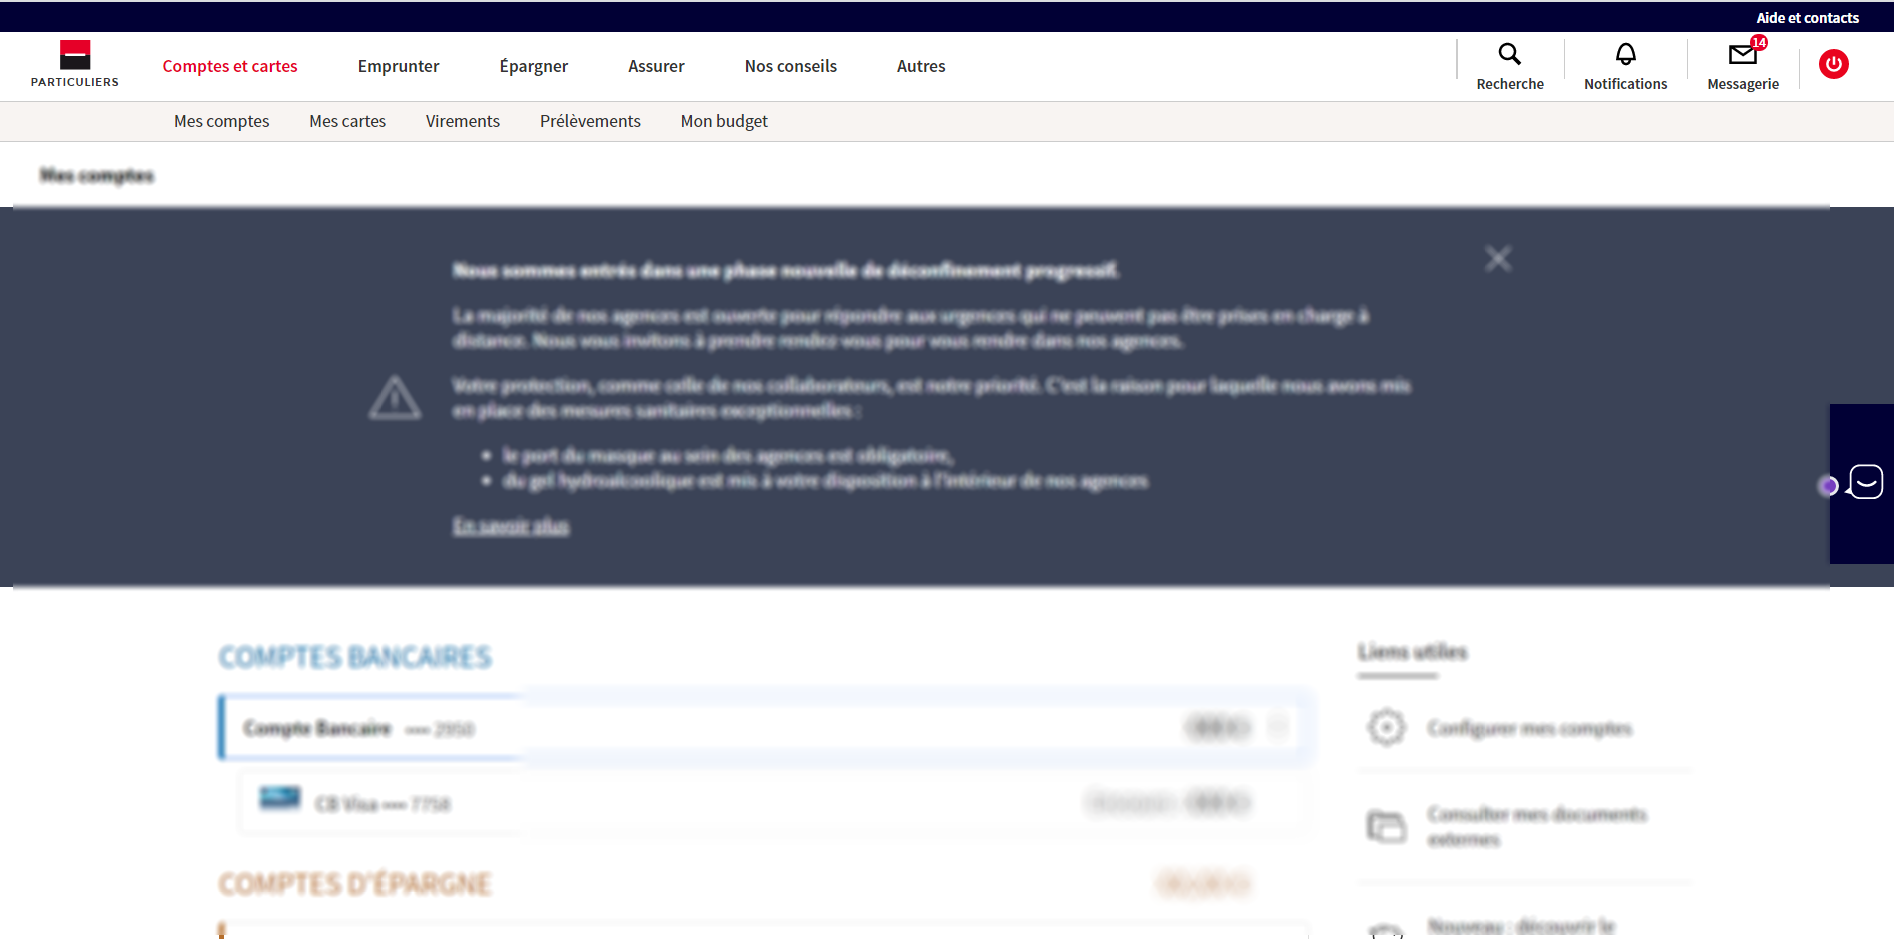 Aide et contacts
PARTICULIERS
Comptes et cartes
Emprunter
Épargner
Assurer
Nos conseils
Autres
Recherche
Notifications
14
Messagerie
Mes comptes
Mes cartes
Virements
Prélèvements
Mon budget
Mes comptes
Nous sommes entrés dans une phase nouvelle de déconfinement progressif.
La majorité de nos agences est ouverte pour répondre aux urgences qui ne peuvent pas être prises en charge à
distance. Nous vous invitons à prendre rendez-vous pour vous rendre dans nos agences.
Votre protection, comme celle de nos collaborateurs, est notre priorité. C'est la raison pour laquelle nous avons mis
en place des mesures sanitaires exceptionnelles :
• le port du masque au sein des agences est obligatoire,
• du gel hydroalcoolique est mis à votre disposition à l'intérieur de nos agences
En savoir plus
COMPTES BANCAIRES
Compte Bancaire
CB Visa
COMPTES D'ÉPARGNE
Liens utiles
Configurer mes comptes
Consulter mes documents
externes
Nouveau : découvrir le